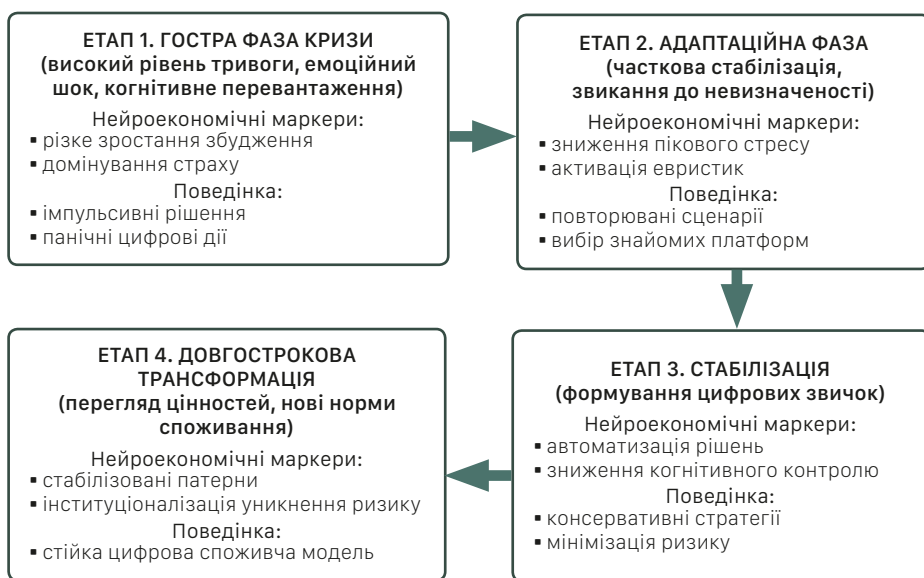 ЕТАП 1. ГОСТРА ФАЗА КРИЗИ
(високий рівень тривоги, емоційний
шок, когнітивне перевантаження)
Нейроекономічні маркери:
▪ різке зростання збудження
▪ домінування страху
Поведінка:
▪ імпульсивні рішення
▪ панічні цифрові дії
ЕТАП 2. АДАПТАЦІЙНА ФАЗА
(часткова стабілізація,
звикання до невизначеності)
Нейроекономічні маркери:
▪ зниження пікового стресу
▪ активація евристик
Поведінка:
▪ повторювані сценарії
▪ вибір знайомих платформ
ЕТАП 3. СТАБІЛІЗАЦІЯ
(формування цифрових звичок)
Нейроекономічні маркери:
▪ автоматизація рішень
▪ зниження когнітивного контролю
Поведінка:
▪ консервативні стратегії
▪ мінімізація ризику
ЕТАП 4. ДОВГОСТРОКОВА
ТРАНСФОРМАЦІЯ
(перегляд цінностей, нові норми
споживання)
Нейроекономічні маркери:
▪ стабілізовані патерни
▪ інституціоналізація уникнення ризику
Поведінка:
▪ стійка цифрова споживча модель